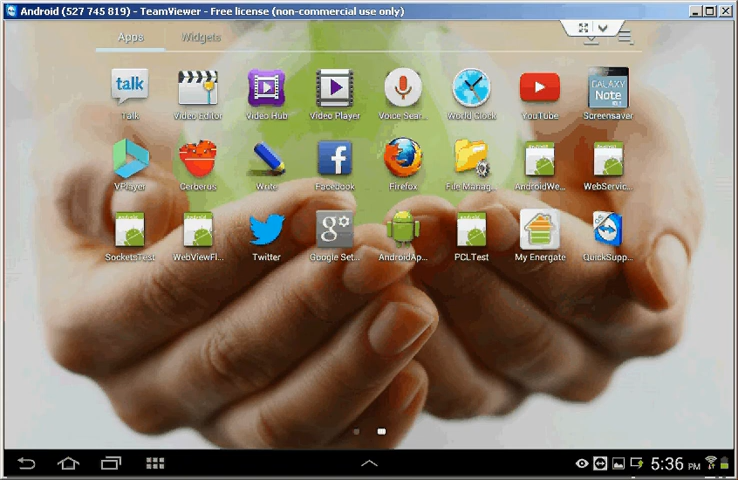 Android (527 745 819) - TeamViewer - Free license (non-commercial use only)
Apps Widgets
talk
GALAXY
Note
Talk Video Editor Video Hub Video Player Voice Sear... World Clock YouTube Screensaver
VPlayer Cerberus Write Facebook Firefox File Manag... AndroidWe... WebServic...
SocketsTest WebViewFl... Twitter Google Set... AndroidAp... PCLTest My Energate QuickSupp...
5:36 PM